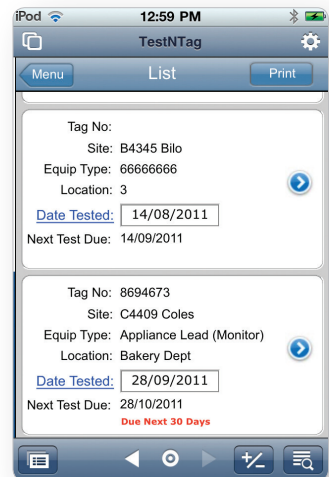 iPod 12:59 PM
TestNTag
Menu List Print
Tag No:
Site: B4345 Bilo
Equip Type: 66666666
Location: 3
Date Tested: 14/08/2011
Next Test Due: 14/09/2011
Tag No: 8694673
Site: C4409 Coles
Equip Type: Appliance Lead (Monitor)
Location: Bakery Dept
Date Tested: 28/09/2011
Next Test Due: 28/10/2011
Due Next 30 Days
+/-